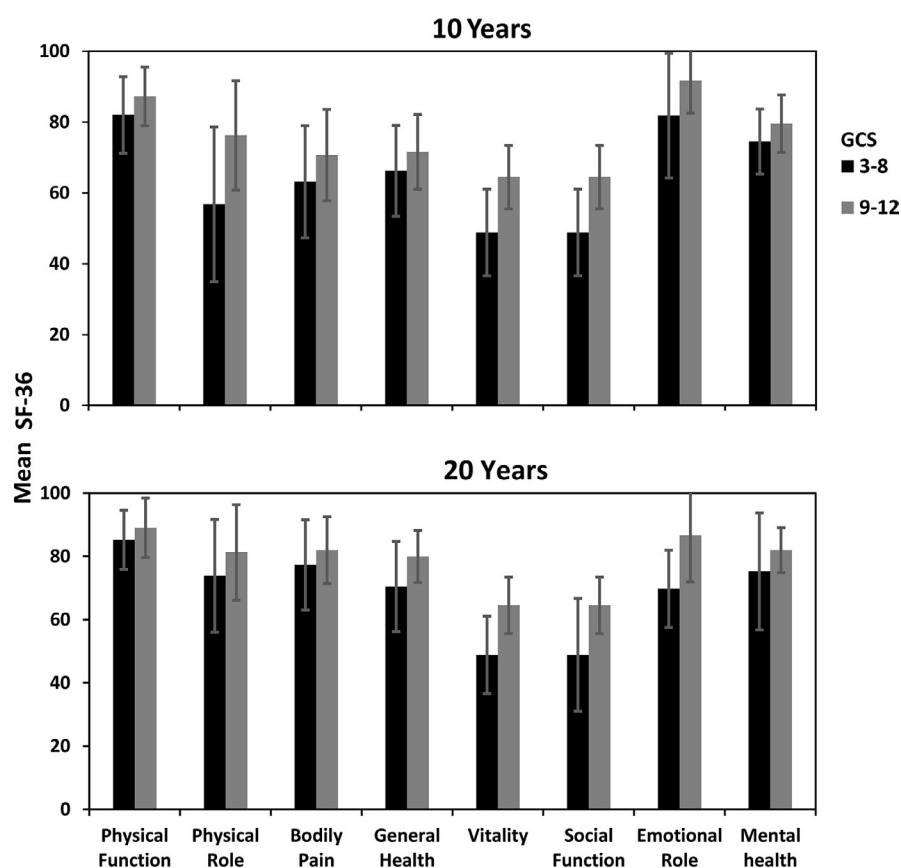 10 Years
100
80
60
40
20
0
GCS
3-8
9-12
Mean SF-36
20 Years
100
80
60
40
20
0
Physical Function
Physical Role
Bodily Pain
General Health
Vitality
Social Function
Emotional Role
Mental health